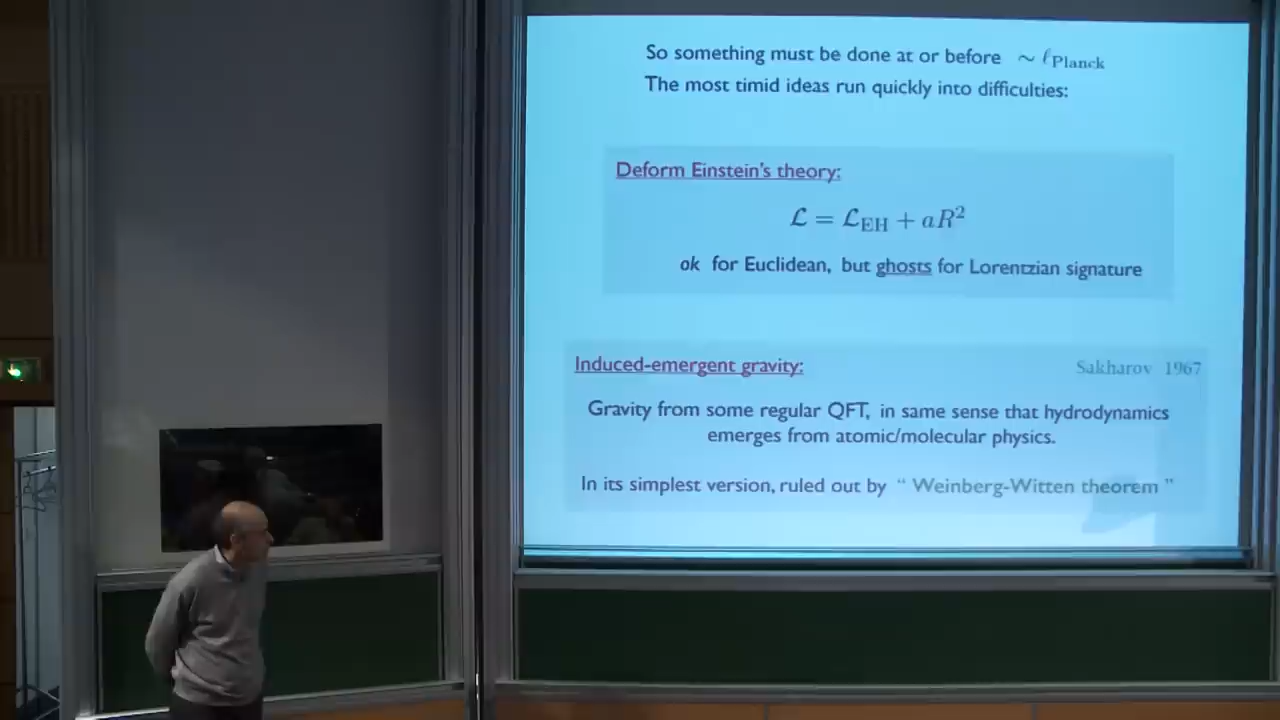 So something must be done at or before ~ ℓ_Planck
The most timid ideas run quickly into difficulties:
Deform Einstein's theory:
ℒ = ℒ_EH + aR²
ok for Euclidean, but ghosts for Lorentzian signature
Induced-emergent gravity: Sakharov 1967
Gravity from some regular QFT, in same sense that hydrodynamics
emerges from atomic/molecular physics.
In its simplest version, ruled out by “ Weinberg-Witten theorem ”